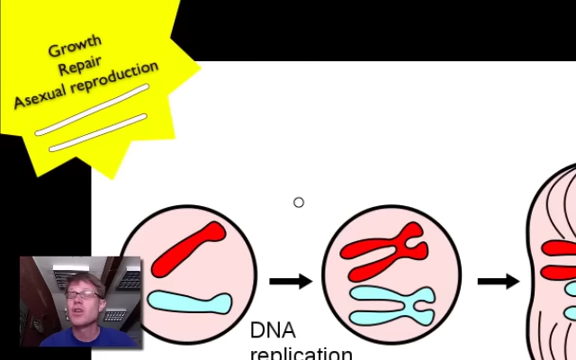 Growth
Repair
Asexual reproduction
DNA
replication